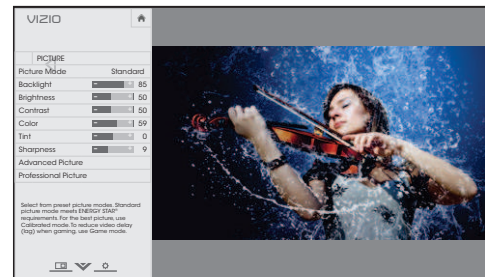 VIZIO
PICTURE
Picture Mode Standard
Backlight 85
Brightness 50
Contrast 50
Color 59
Tint 0
Sharpness 9
Advanced Picture
Professional Picture
Select from preset picture modes. Standard
picture mode meets ENERGY STAR®
requirements. For the best picture, use
Calibrated mode. To reduce video delay
(lag) when gaming, use Game mode.